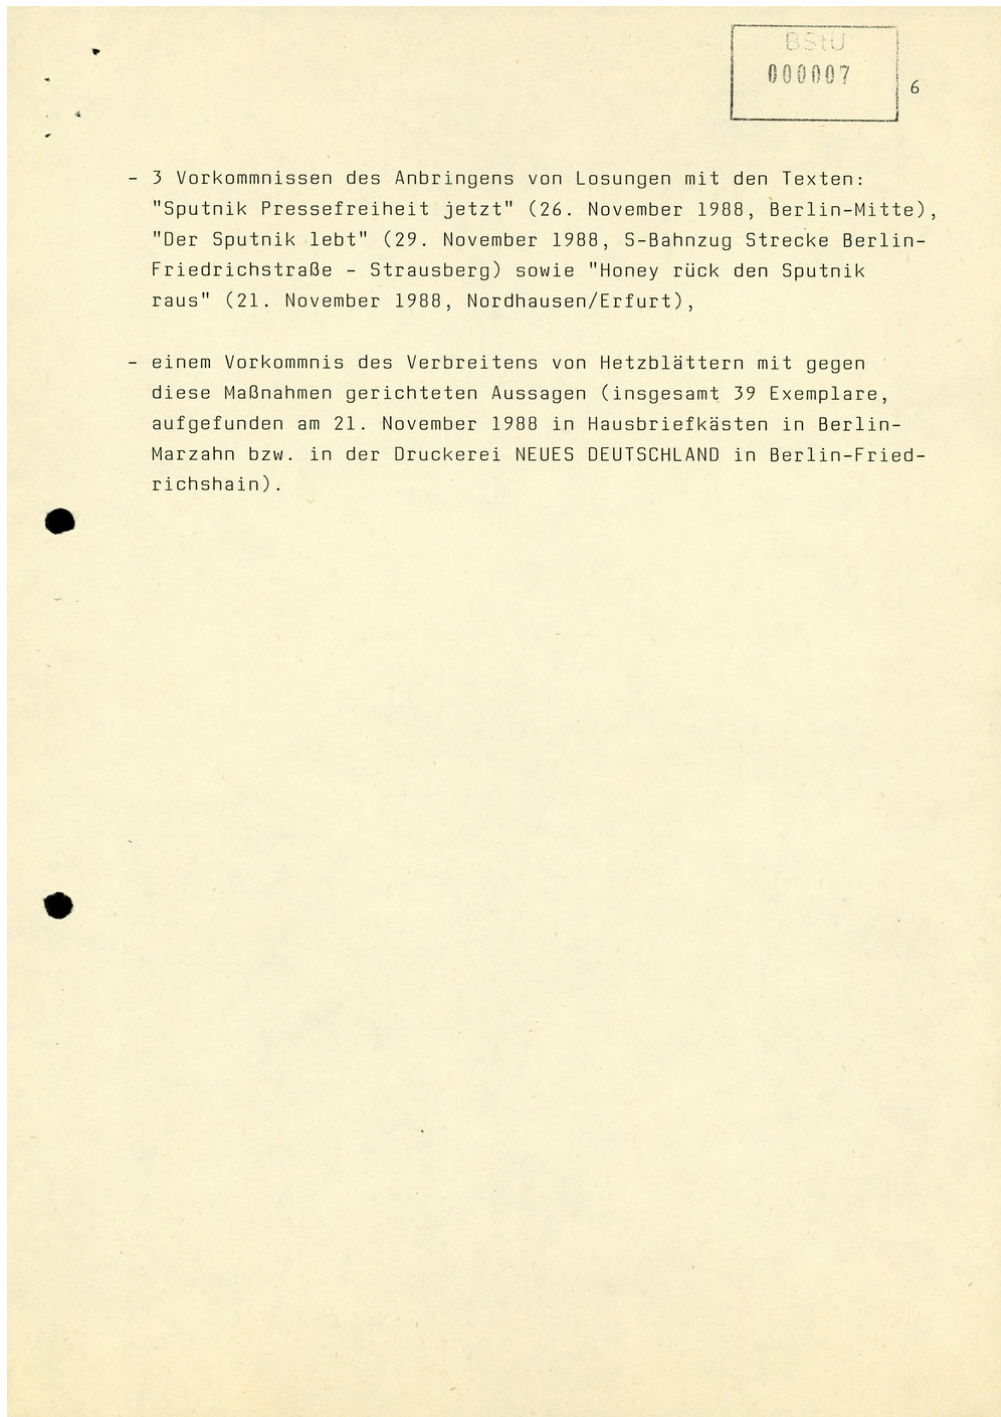 BStU
000007
6
- 3 Vorkommnissen des Anbringens von Losungen mit den Texten:
"Sputnik Pressefreiheit jetzt" (26. November 1988, Berlin-Mitte),
"Der Sputnik lebt" (29. November 1988, S-Bahnzug Strecke Berlin-
Friedrichstraße - Strausberg) sowie "Honey rück den Sputnik
raus" (21. November 1988, Nordhausen/Erfurt),
- einem Vorkommnis des Verbreitens von Hetzblättern mit gegen
diese Maßnahmen gerichteten Aussagen (insgesamt 39 Exemplare,
aufgefunden am 21. November 1988 in Hausbriefkästen in Berlin-
Marzahn bzw. in der Druckerei NEUES DEUTSCHLAND in Berlin-Fried-
richshain).